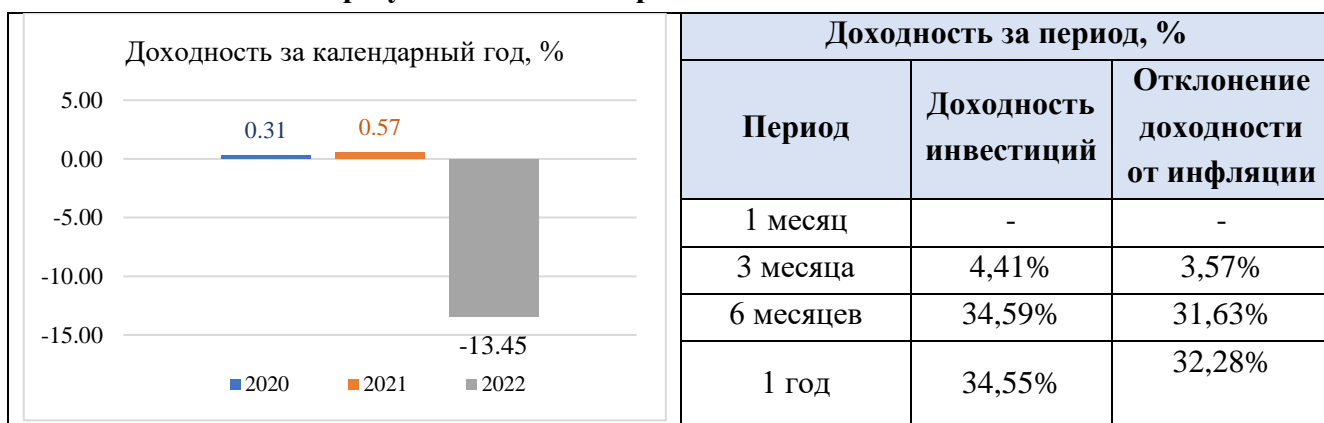 Доходность за календарный год, %
5.00
0.00
-5.00
-10.00
-15.00
0.31
0.57
-13.45
2020 2021 2022
Доходность за период, %
Период
Доходность
инвестиций
Отклонение
доходности
от инфляции
1 месяц - -
3 месяца 4,41% 3,57%
6 месяцев 34,59% 31,63%
1 год 34,55% 32,28%